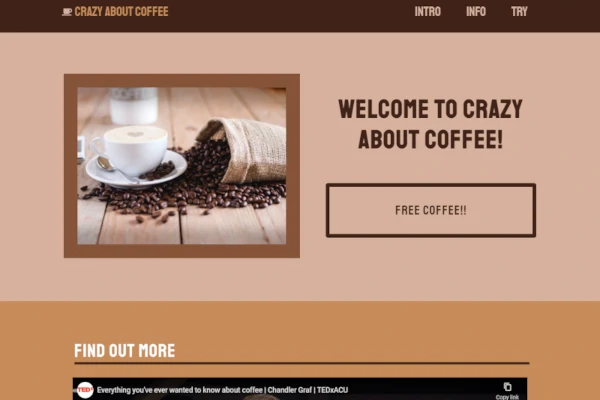 CRAZY ABOUT COFFEE
INTRO INFO TRY
WELCOME TO CRAZY
ABOUT COFFEE!
FREE COFFEE!!
FIND OUT MORE
TED
Everything you've ever wanted to know about coffee | Chandler Graf | TEDxACU
Copy link